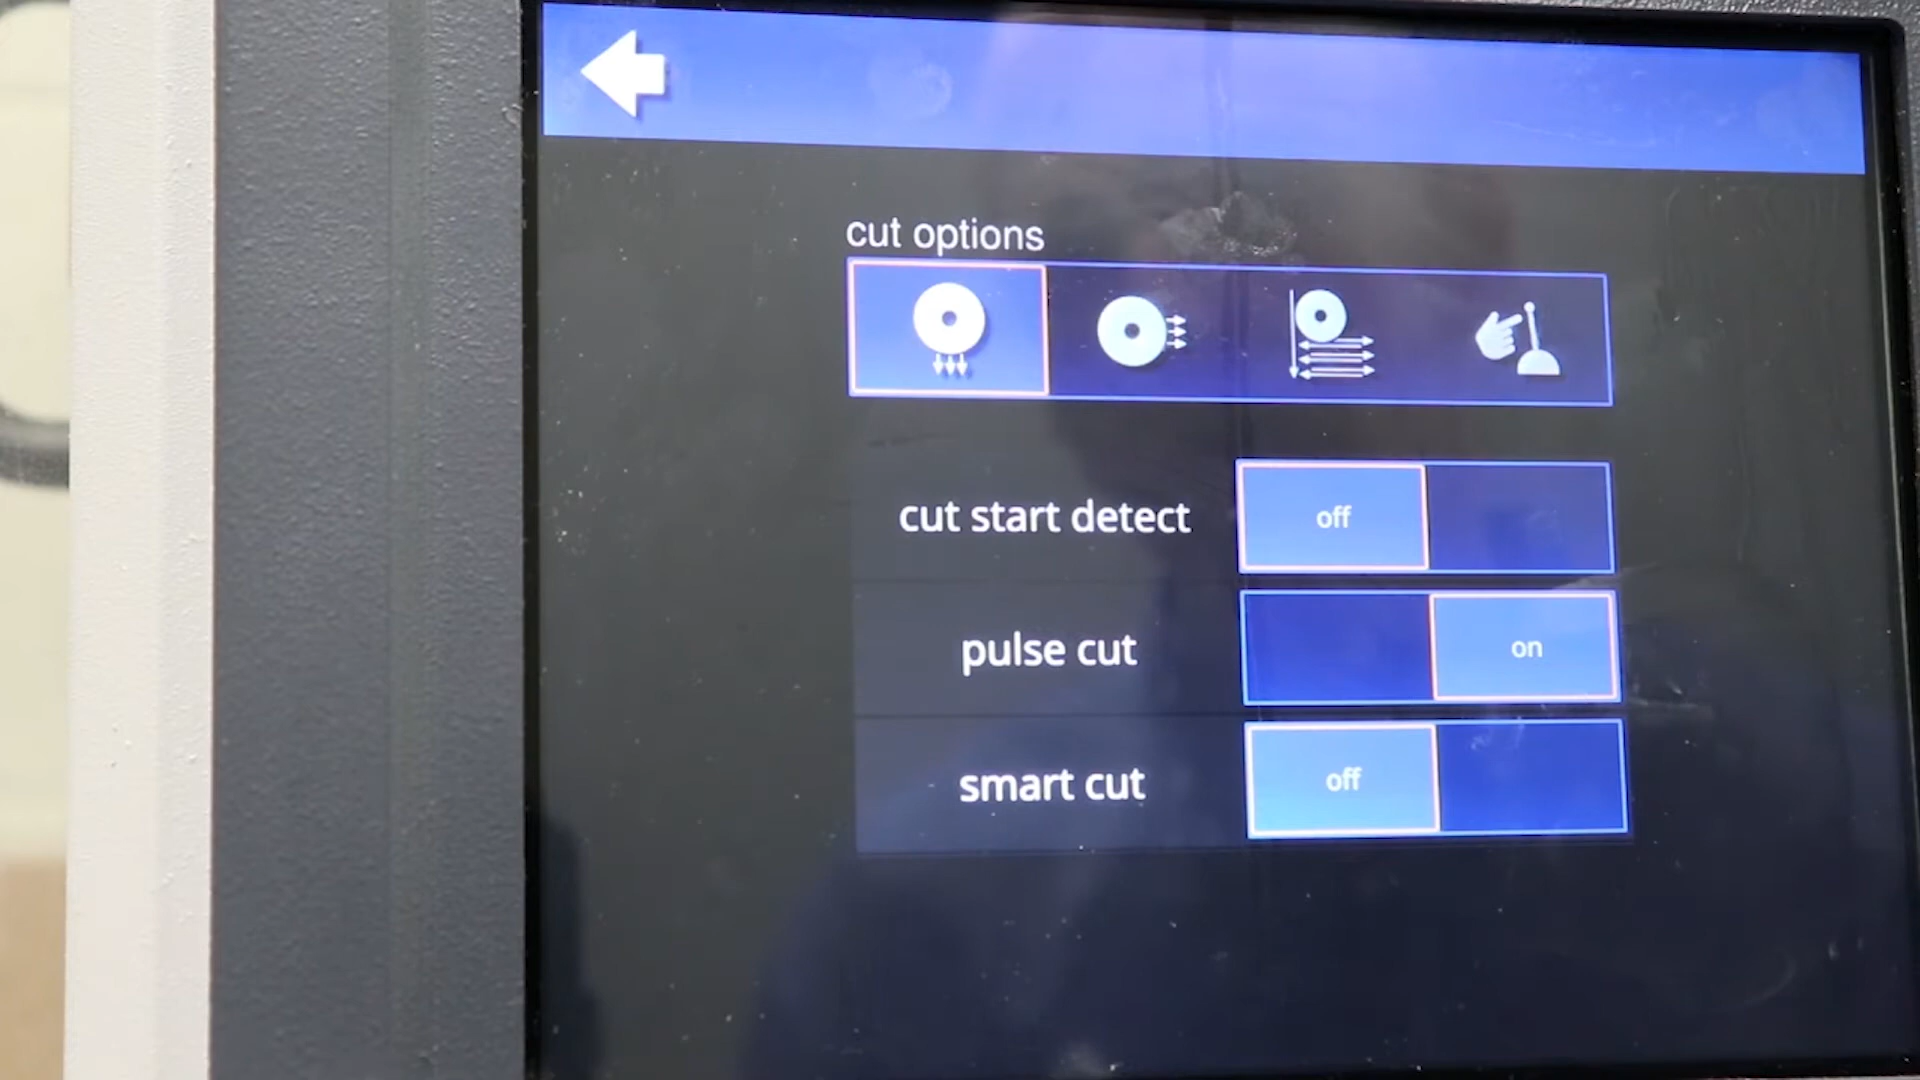 cut options
cut start detect
off
pulse cut
on
smart cut
off